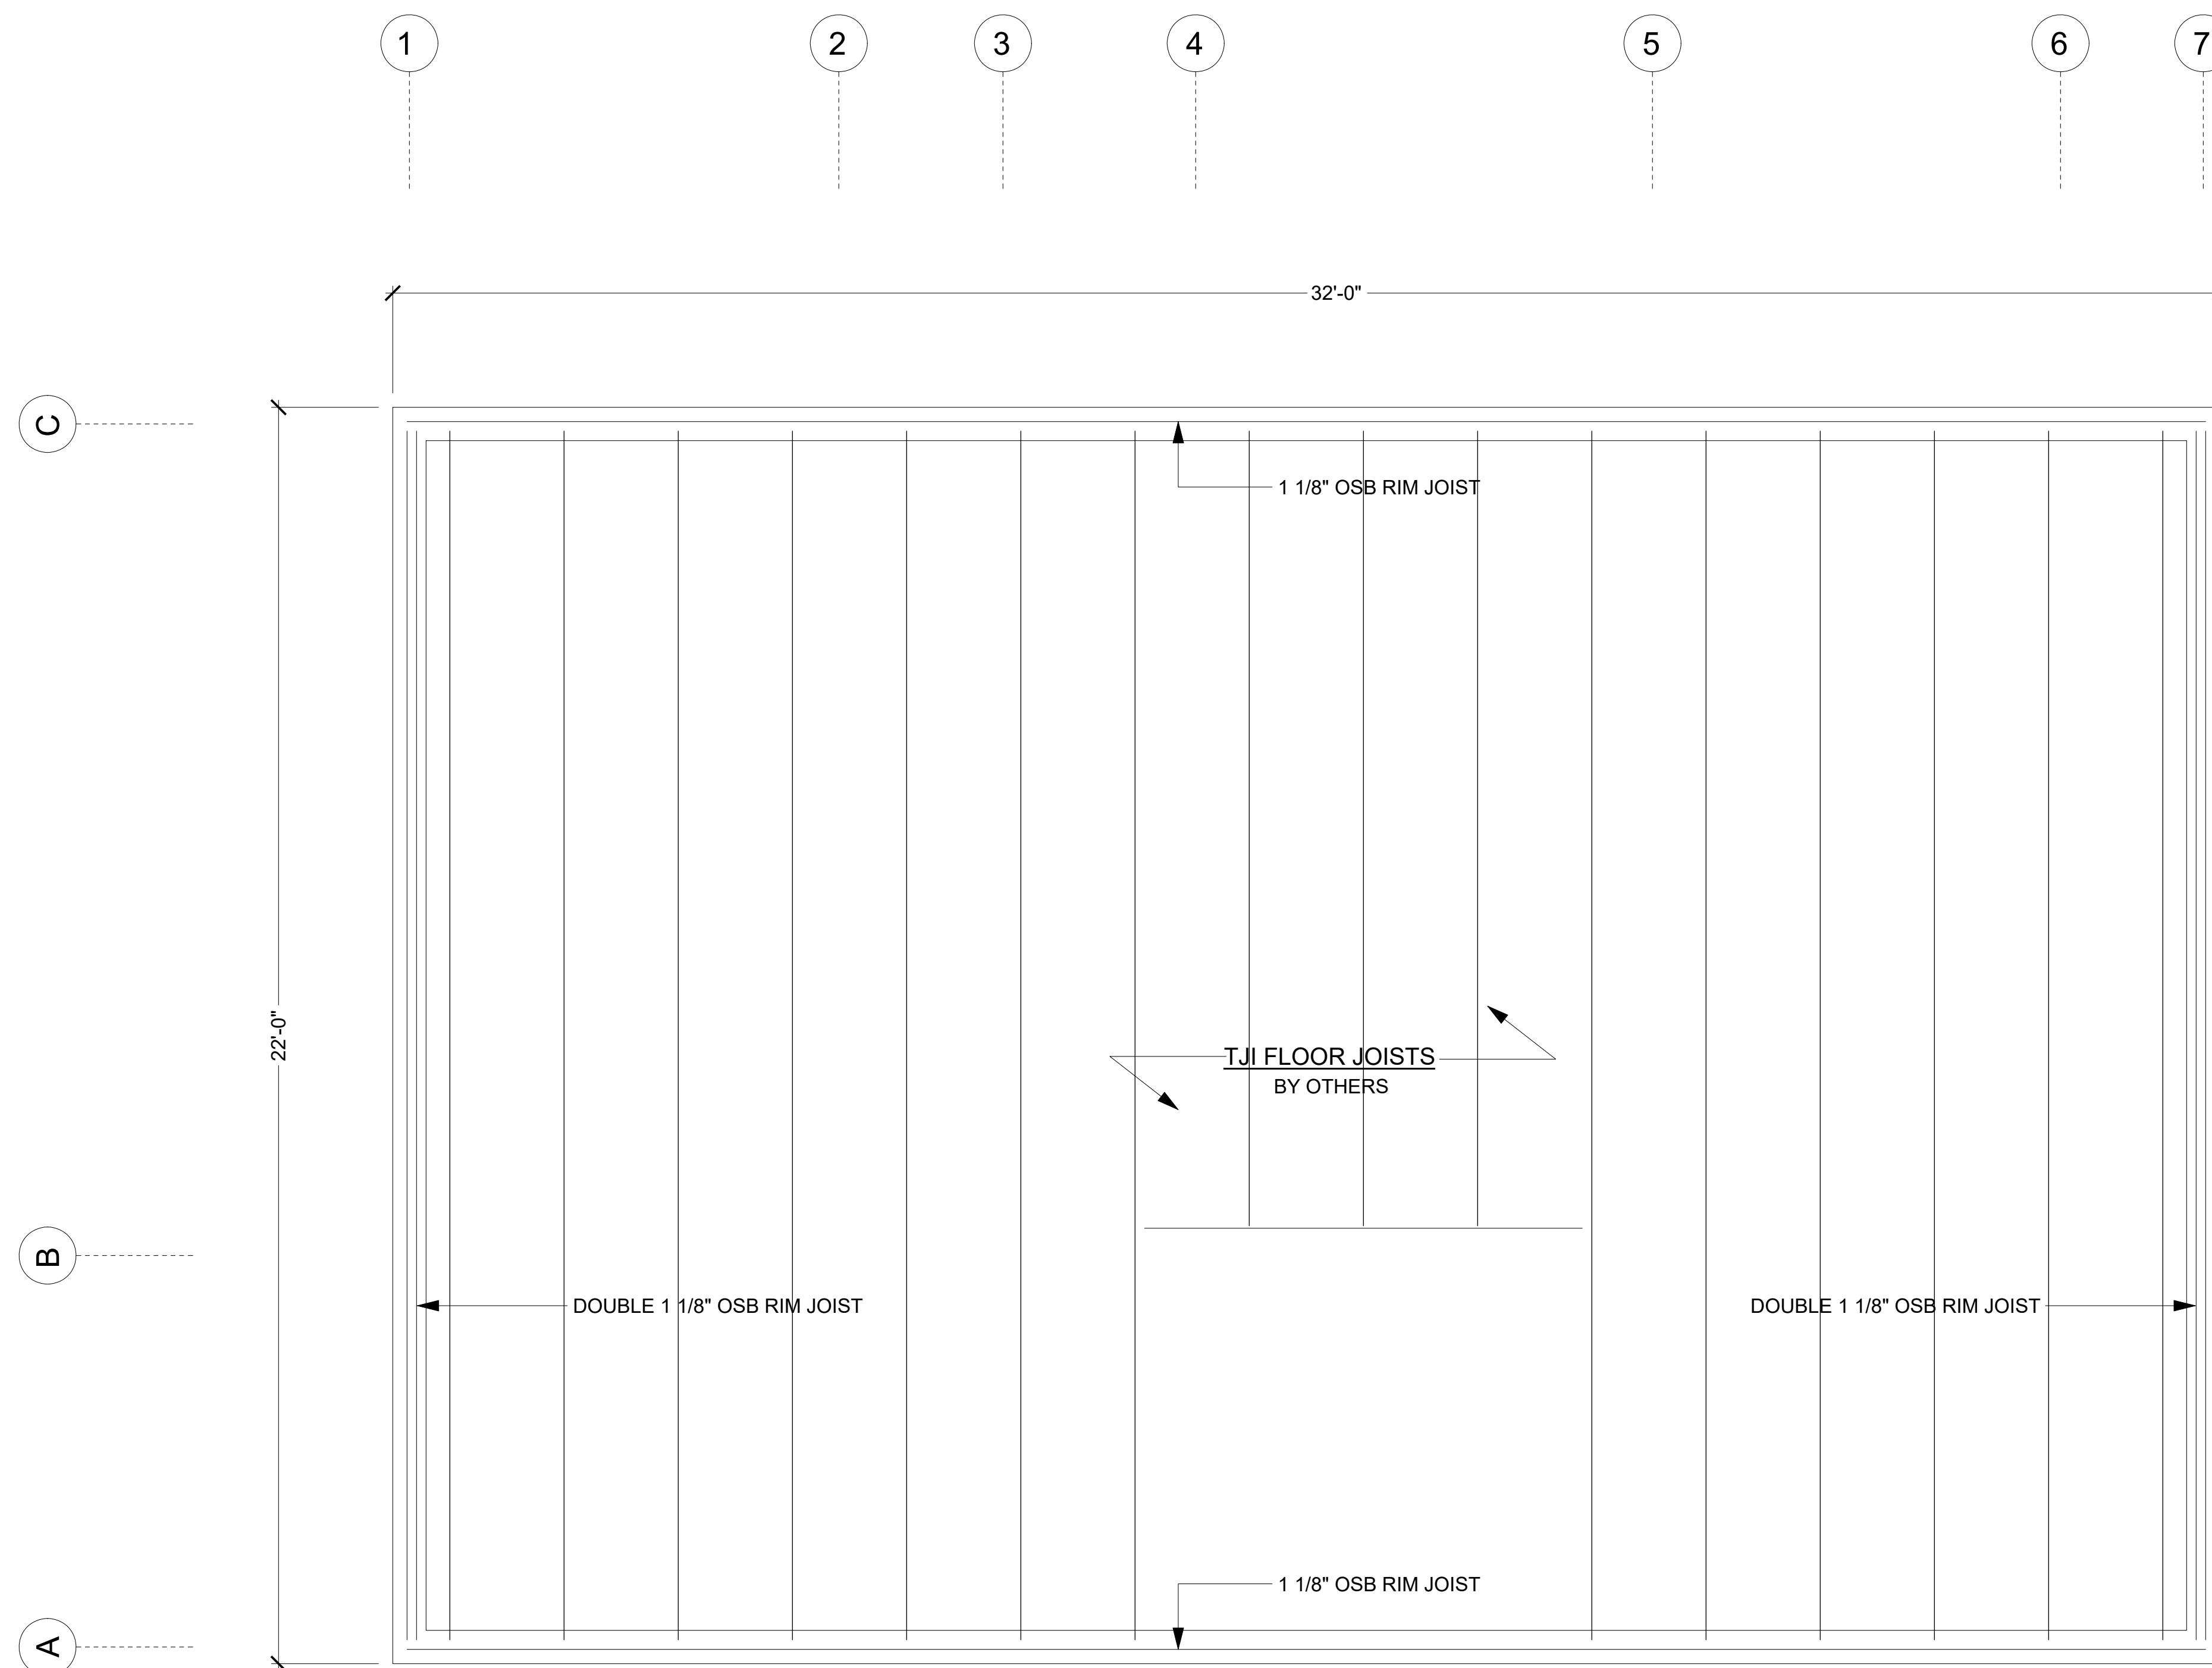 1 2 3 4 5 6 7
32'-0"
C
1 1/8" OSB RIM JOIST
22'-0"
TJI FLOOR JOISTS
BY OTHERS
B
DOUBLE 1 1/8" OSB RIM JOIST
DOUBLE 1 1/8" OSB RIM JOIST
1 1/8" OSB RIM JOIST
A